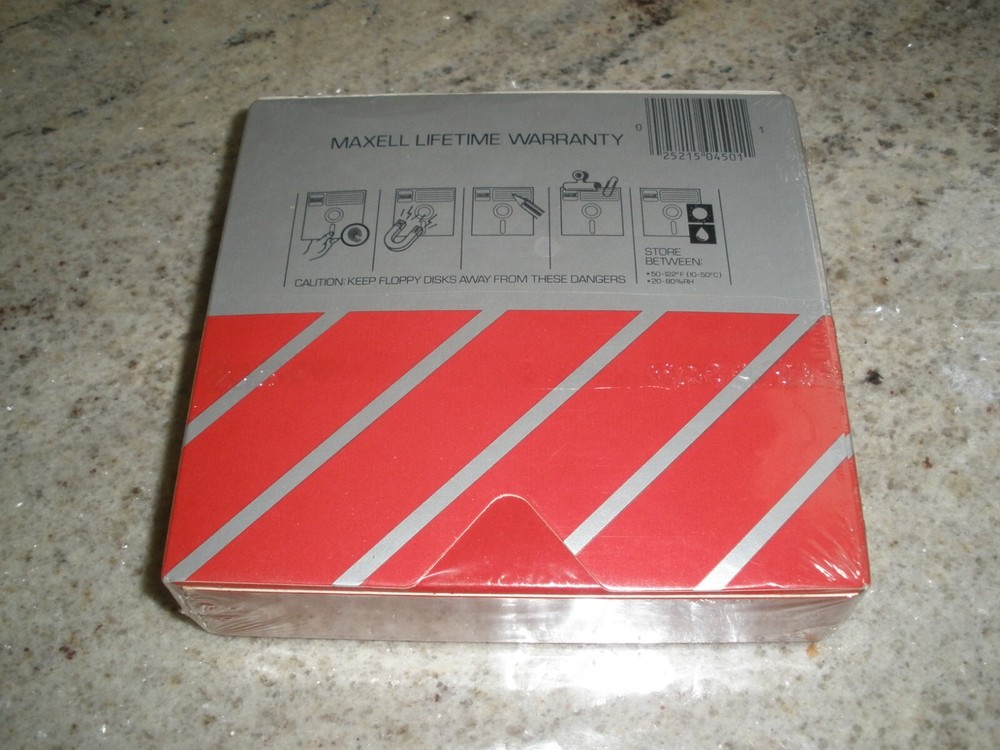 MAXELL LIFETIME WARRANTY
0 25215 04501 1
CAUTION: KEEP FLOPPY DISKS AWAY FROM THESE DANGERS
STORE
BETWEEN:
•50-122°F (10-50°C)
•20-80%RH